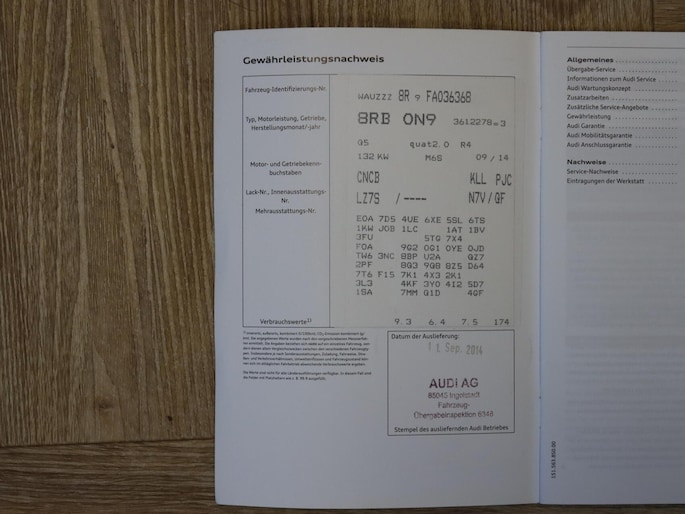 Gewährleistungsnachweis
Fahrzeug-Identifizierungs-Nr.
WAUZZZ 8R 9 FA036368
Typ, Motorleistung, Getriebe,
Herstellungsmonat/-jahr
8RB 0N9 3612278 3
Q5 quat2.0 R4
132 KW M6S 09/14
Motor- und Getriebekenn-
buchstaben
CNCB KLL PJC
Lack-Nr., Innenausstattungs-
Nr.
LZ7S /---- N7V/QF
Mehrausstattungs-Nr.
E0A 7D5 4UE 6XE 5SL 6TS
1KW J0B 1LC 1AT 1BV
3FU 5TQ 7X4
F0A 9Q2 0G1 0YE 0JD
TW6 3NC 8BP U2A QZ7
2PF 8Q3 9Q8 8Z5 D64
7T6 F15 7K1 4X3 2K1
3L3 4KF 3Y0 412 5D7
1SA 7MM Q1D 4QF
Verbrauchswerte
9.3 6.4 7.5 174
Datum der Auslieferung:
11 Sep. 2014
AUDI AG
85045 Ingolstadt
Fahrzeug-
Übergabeinspektion 6348
Stempel des ausliefernden Audi Betriebes
Allgemeines
Übergabe-Service
Informationen zum Audi Service
Audi Wartungskonzept
Zusatzarbeiten
Zusätzliche Service-Angebote
Gewährleistung
Audi Garantie
Audi Mobilitätsgarantie
Audi Anschlussgarantie
Nachweise
Service-Nachweise
Eintragungen der Werkstatt